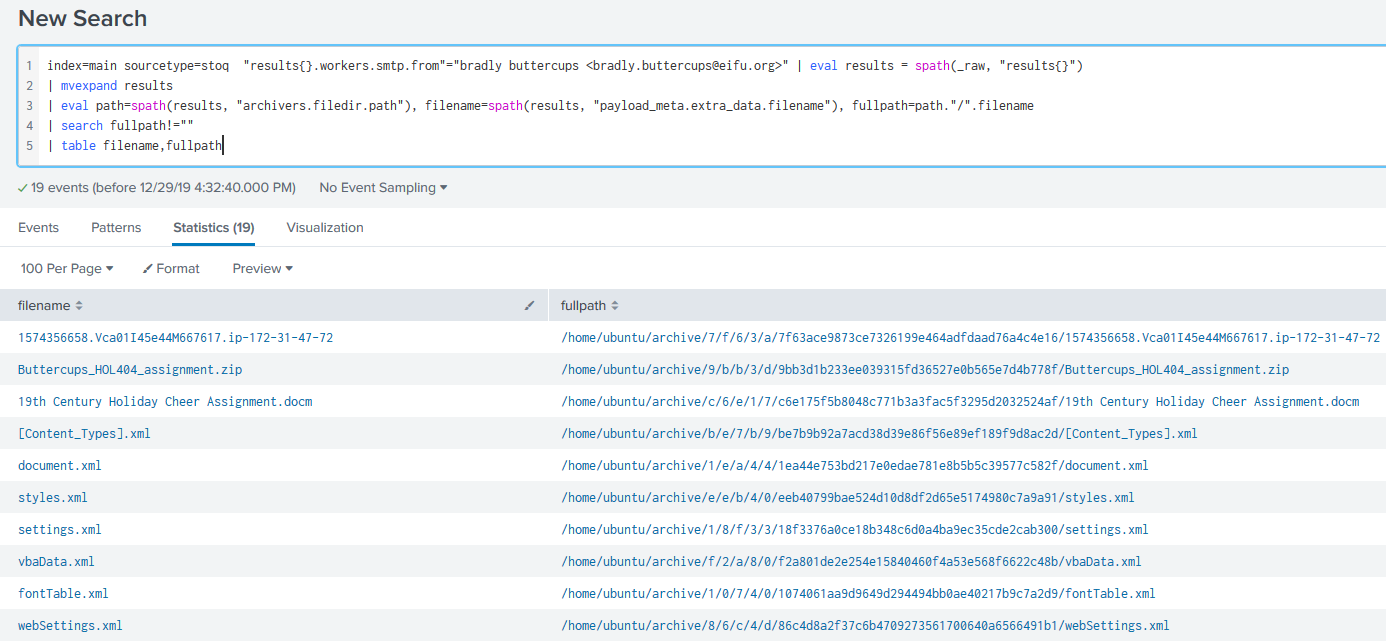 New Search
1 index=main sourcetype=stoq  "results{}.workers.smtp.from"="bradly buttercups <bradly.buttercups@eifu.org>" | eval results = spath(_raw, "results{}")
2 | mvexpand results
3 | eval path=spath(results, "archivers.filedir.path"), filename=spath(results, "payload_meta.extra_data.filename"), fullpath=path."/".filename
4 | search fullpath!=""
5 | table filename,fullpath
19 events (before 12/29/19 4:32:40.000 PM) No Event Sampling
Events Patterns Statistics (19) Visualization
100 Per Page Format Preview
filename fullpath
1574356658.Vca01I45e44M667617.ip-172-31-47-72 /home/ubuntu/archive/7/f/6/3/a/7f63ace9873ce7326199e464adfdaad76a4c4e16/1574356658.Vca01I45e44M667617.ip-172-31-47-72
Buttercups_HOL404_assignment.zip /home/ubuntu/archive/9/b/b/3/d/9bb3d1b233ee039315fd36527e0b565e7d4b778f/Buttercups_HOL404_assignment.zip
19th Century Holiday Cheer Assignment.docm /home/ubuntu/archive/c/6/e/1/7/c6e175f5b8048c771b3a3fac5f3295d2032524af/19th Century Holiday Cheer Assignment.docm
[Content_Types].xml /home/ubuntu/archive/b/e/7/b/9/be7b9b92a7acd38d39e86f56e89ef189f9d8ac2d/[Content_Types].xml
document.xml /home/ubuntu/archive/1/e/a/4/4/1ea44e753bd217e0edae781e8b5b5c39577c582f/document.xml
styles.xml /home/ubuntu/archive/e/e/b/4/0/eeb40799bae524d10d8df2d65e5174980c7a9a91/styles.xml
settings.xml /home/ubuntu/archive/1/8/f/3/3/18f3376a0ce18b348c6d0a4ba9ec35cde2cab300/settings.xml
vbaData.xml /home/ubuntu/archive/f/2/a/8/0/f2a801de2e254e15840460f4a53e568f6622c48b/vbaData.xml
fontTable.xml /home/ubuntu/archive/1/0/7/4/0/1074061aa9d9649d294494bb0ae40217b9c7a2d9/fontTable.xml
webSettings.xml /home/ubuntu/archive/8/6/c/4/d/86c4d8a2f37c6b4709273561700640a6566491b1/webSettings.xml